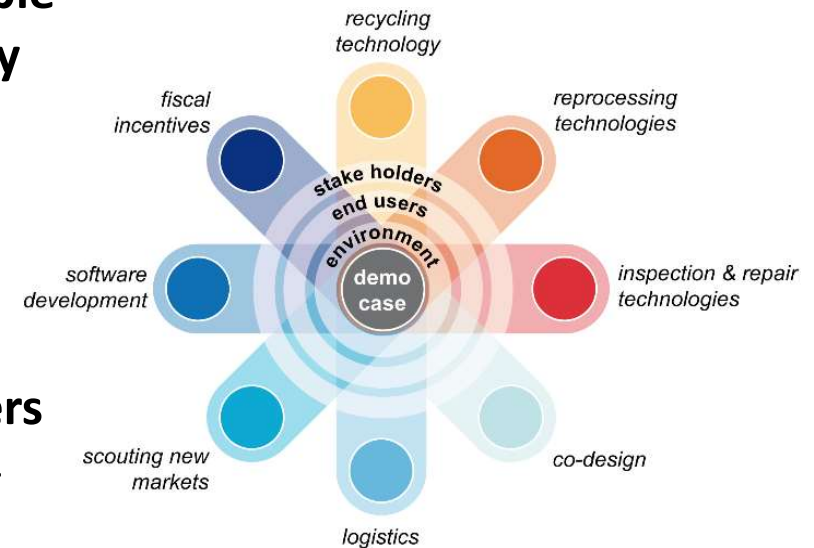 recycling
technology
fiscal
incentives
reprocessing
technologies
stake holders
end users
environment
demo
case
software
development
inspection & repair
technologies
scouting new
markets
co-design
logistics